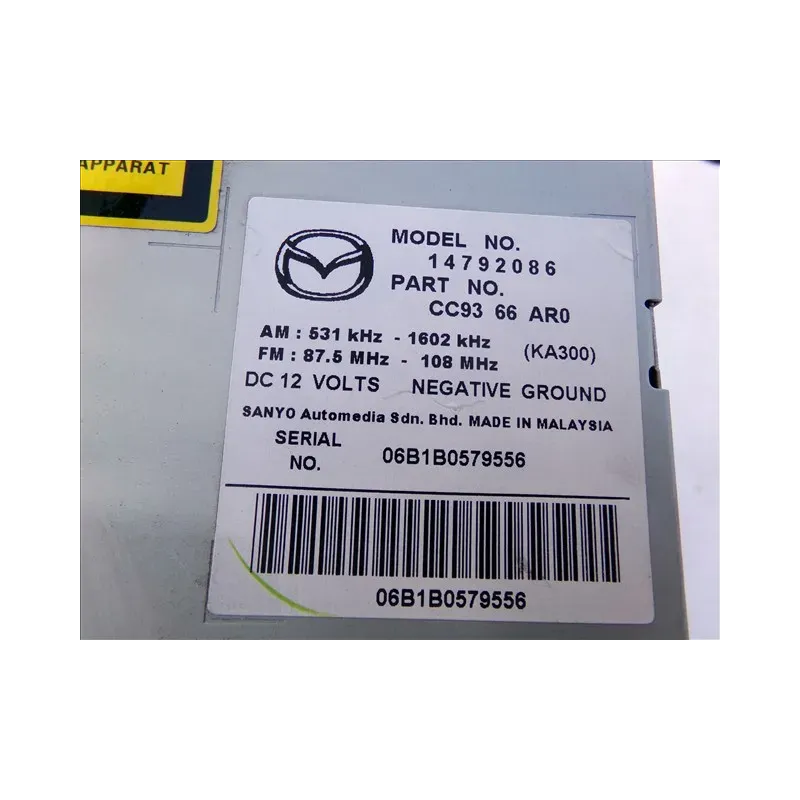 APPARAT
MODEL NO.
14792086
PART NO.
CC93 66 AR0
AM : 531 kHz - 1602 kHz
(KA300)
FM : 87.5 MHz - 108 MHz
DC 12 VOLTS NEGATIVE GROUND
SANYO Automedia Sdn. Bhd. MADE IN MALAYSIA
SERIAL
NO.
06B1B0579556
06B1B0579556